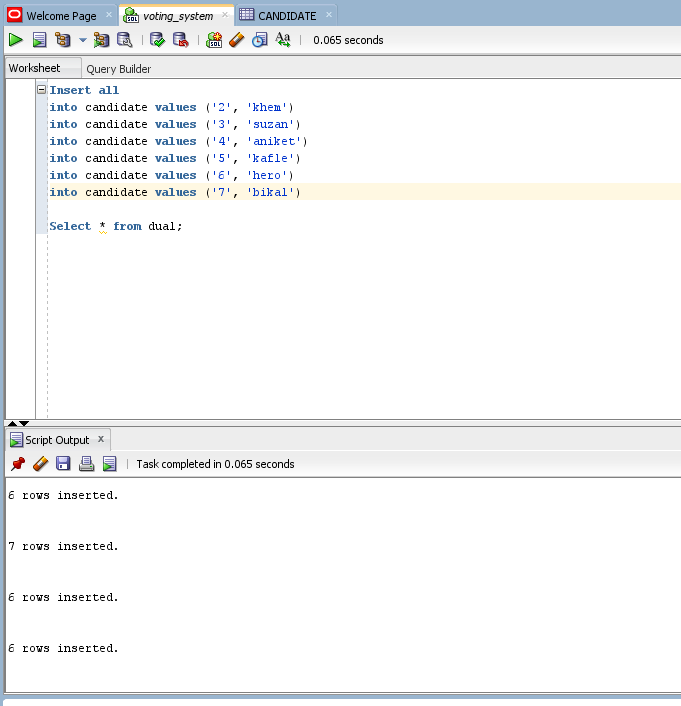 Welcome Page
voting_system
CANDIDATE
SQL
0.065 seconds
Worksheet
Query Builder
Insert all
into candidate values ('2', 'khem')
into candidate values ('3', 'suzan')
into candidate values ('4', 'aniket')
into candidate values ('5', 'kafle')
into candidate values ('6', 'hero')
into candidate values ('7', 'bikal')
Select * from dual;
Script Output x
Task completed in 0.065 seconds
6 rows inserted.
7 rows inserted.
6 rows inserted.
6 rows inserted.